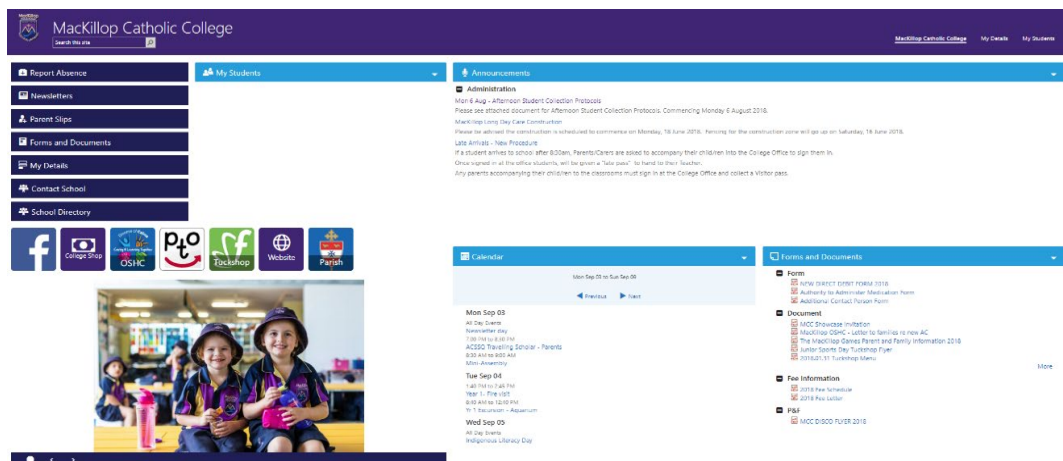 MacKillop Catholic College
Search this site
MacKillop Catholic College
My Details
My Students
Report Absence
Newsletters
Parent Slips
Forms and Documents
My Details
Contact School
School Directory
College Shop
OSHC
pto
Tuckshop
Website
Parish
My Students
Announcements
Administration
Mon 6 Aug - Afternoon Student Collection Protocols
Please see attached document for Afternoon Student Collection Protocols. Commencing Monday 6 August 2018.
MacKillop Long Day Care Construction
Please be advised the construction is scheduled to commence on Monday, 18 June 2018. Fencing for the construction zone will go up on Saturday, 16 June 2018.
Late Arrivals - New Procedure
If a student arrives to school after 8:30am, Parents/Carers are asked to accompany their child/ren into the College Office to sign them in.
Once signed in at the office students, will be given a "late pass" to hand to their Teacher.
Any parents accompanying their child/ren to the classrooms must sign in at the College Office and collect a Visitor pass.
Calendar
Mon Sep 03 to Sun Sep 09
Previous
Next
Mon Sep 03
All Day Events
Newsletter day
7:00 PM to 8:30 PM
ACSSQ Travelling Scholar - Parents
8:30 AM to 9:00 AM
Mini-Assembly
Tue Sep 04
1:40 PM to 2:45 PM
Year 1 - Fire visit
8:40 AM to 12:40 PM
Yr 1 Excursion - Aquarium
Wed Sep 05
All Day Events
Indigenous Literacy Day
Forms and Documents
Form
NEW DIRECT DEBIT FORM 2018
Authority to Administer Medication Form
Additional Contact Person Form
Document
MCC Showcase Invitation
MacKillop OSHC - Letter to families re new AC
The MacKillop Games Parent and Family Information 2018
Junior Sports Day Tuckshop Flyer
2018.01.31 Tuckshop Menu
More
Fee Information
2018 Fee Schedule
2018 Fee Letter
P&F
MCC DISCO FLYER 2018